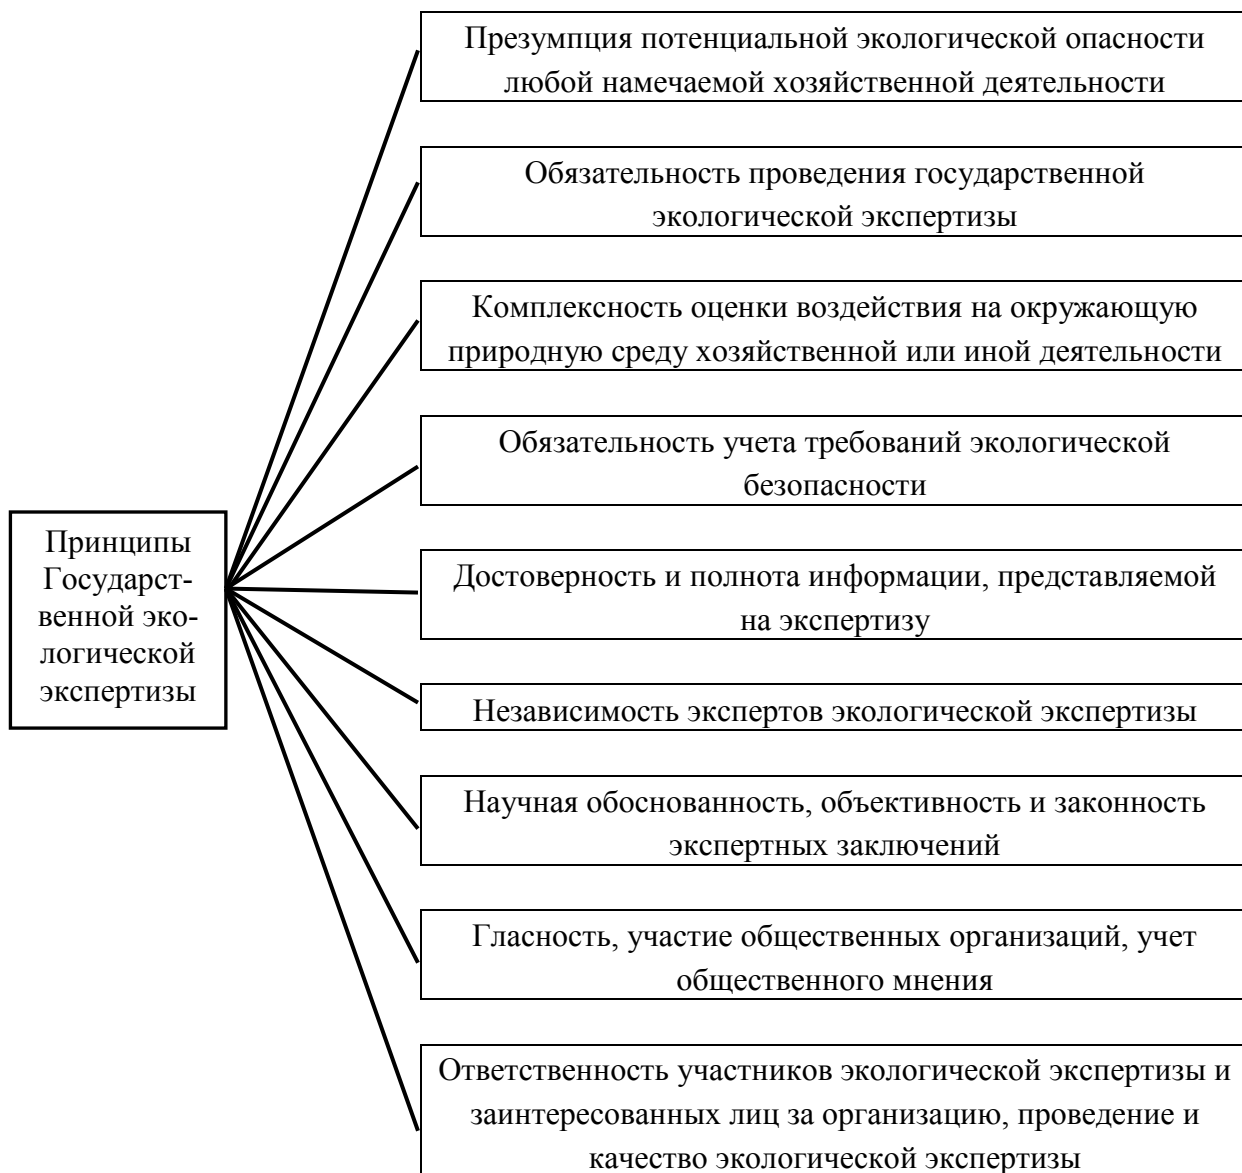 Презумпция потенциальной экологической опасности
любой намечаемой хозяйственной деятельности
Обязательность проведения государственной
экологической экспертизы
Комплексность оценки воздействия на окружающую
природную среду хозяйственной или иной деятельности
Обязательность учета требований экологической
безопасности
Принципы
Государст-
венной эко-
логической
экспертизы
Достоверность и полнота информации, представляемой
на экспертизу
Независимость экспертов экологической экспертизы
Научная обоснованность, объективность и законность
экспертных заключений
Гласность, участие общественных организаций, учет
общественного мнения
Ответственность участников экологической экспертизы и
заинтересованных лиц за организацию, проведение и
качество экологической экспертизы